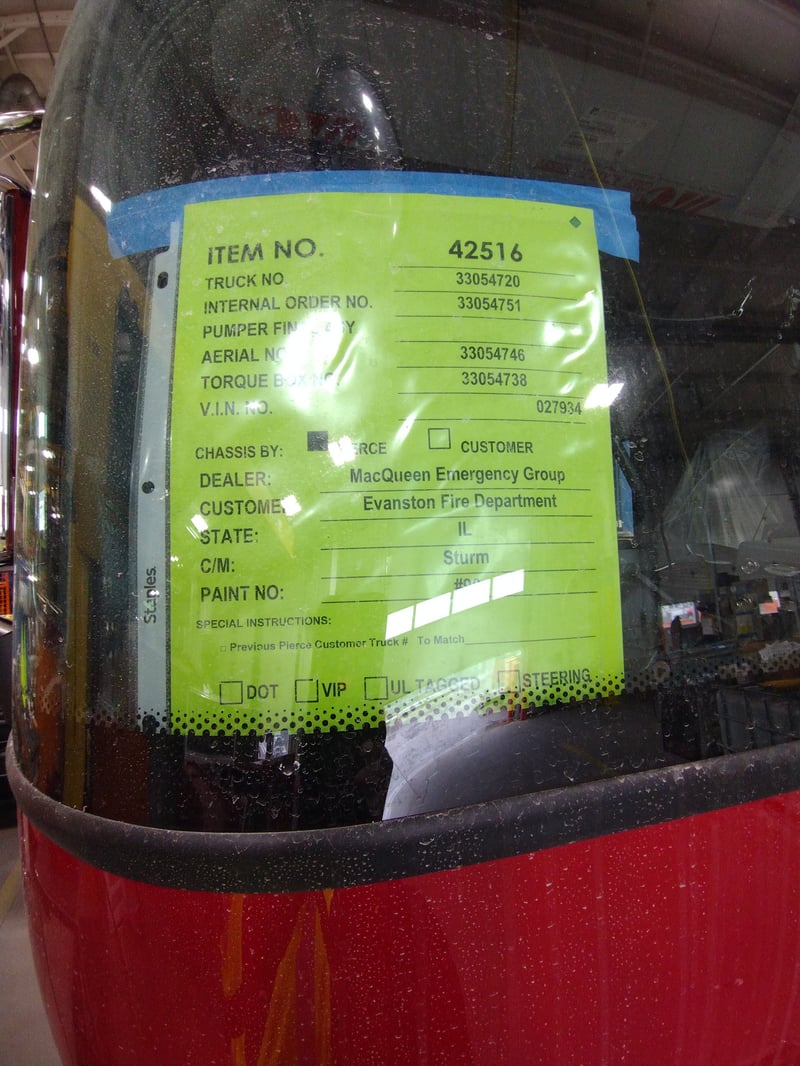 ITEM NO. 42516
TRUCK NO. 33054720
INTERNAL ORDER NO. 33054751
PUMPER
AERIAL 33054746
TORQUE BOX NO. 33054738
V.I.N. NO. 027934
CHASSIS BY: CUSTOMER
DEALER: MacQueen Emergency Group
CUSTOMER: Evanston Fire Department
STATE: IL
C/M: Sturm
PAINT NO:
SPECIAL INSTRUCTIONS:
Previous Pierce Customer Truck # To Match
DOT VIP UL TAGGED STEERING
Staples